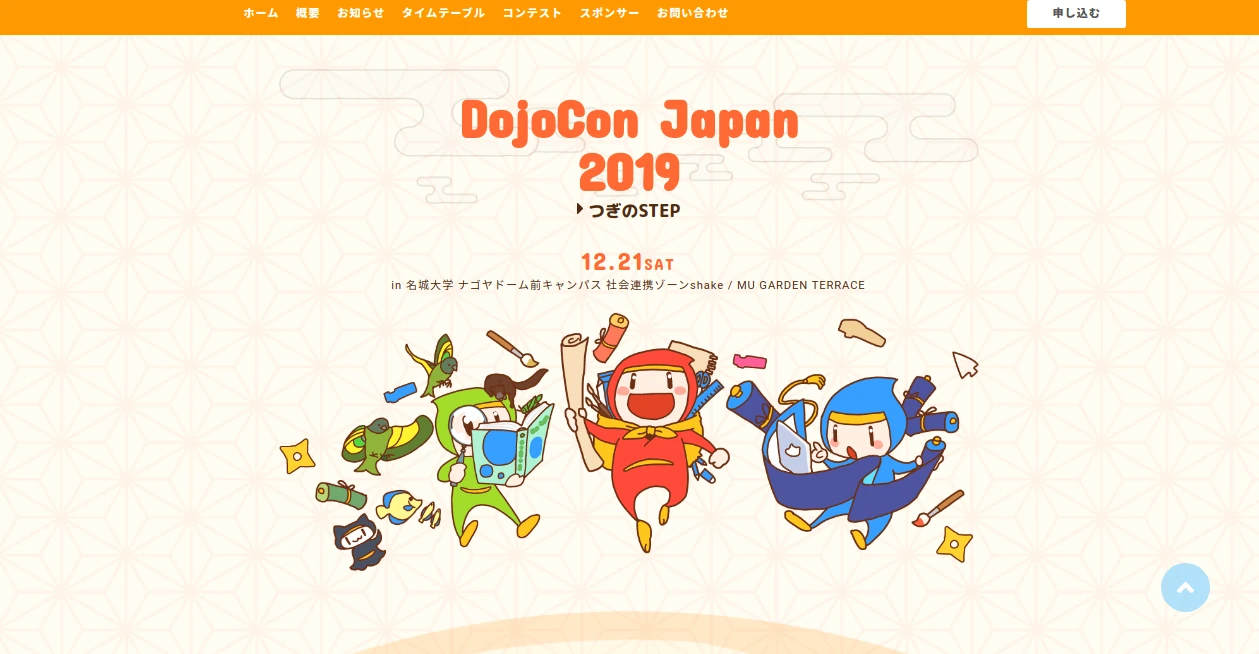 ホーム 概要 お知らせ タイムテーブル コンテスト スポンサー お問い合わせ 申し込む
DojoCon Japan
2019
つぎのSTEP
12.21SAT
in 名城大学 ナゴヤドーム前キャンパス 社会連携ゾーンshake / MU GARDEN TERRACE